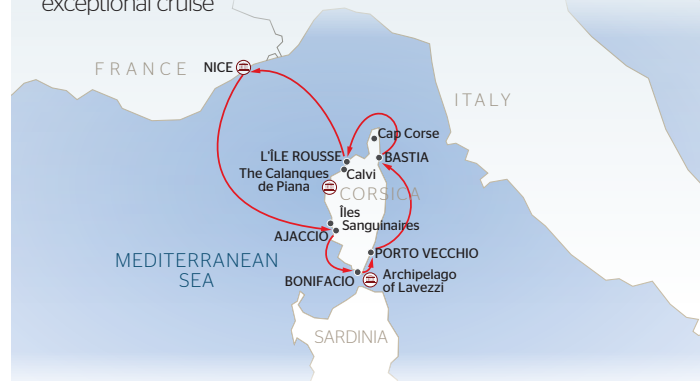 exceptional cruise
FRANCE
NICE
ITALY
Cap Corse
L'ÎLE ROUSSE
BASTIA
The Calanques
de Piana
Calvi
CORSICA
Îles
Sanguinaires
AJACCIO
PORTO VECCHIO
MEDITERRANEAN
SEA
BONIFACIO
Archipelago
of Lavezzi
SARDINIA